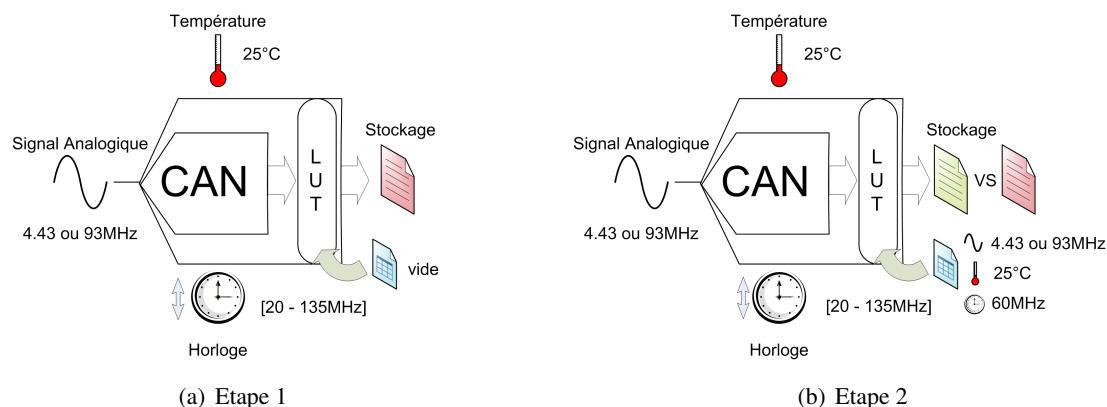 Température
25°C
Signal Analogique
CAN
L
U
T
Stockage
4.43 ou 93MHz
vide
[20 - 135MHz]
Horloge
(a) Etape 1
Température
25°C
Signal Analogique
CAN
L
U
T
Stockage
VS
4.43 ou 93MHz
4.43 ou 93MHz
25°C
60MHz
[20 - 135MHz]
Horloge
(b) Etape 2